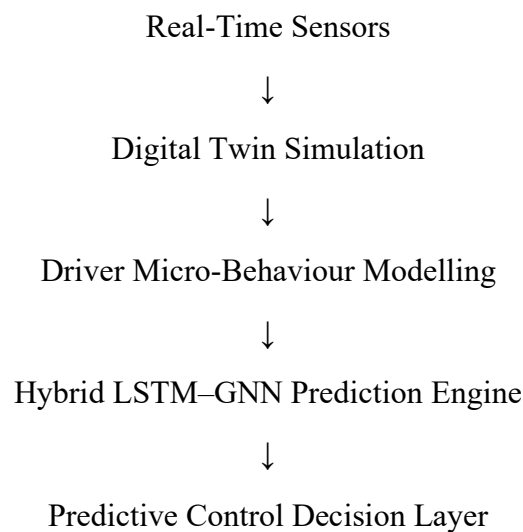 Real-Time Sensors
↓
Digital Twin Simulation
↓
Driver Micro-Behaviour Modelling
↓
Hybrid LSTM–GNN Prediction Engine
↓
Predictive Control Decision Layer